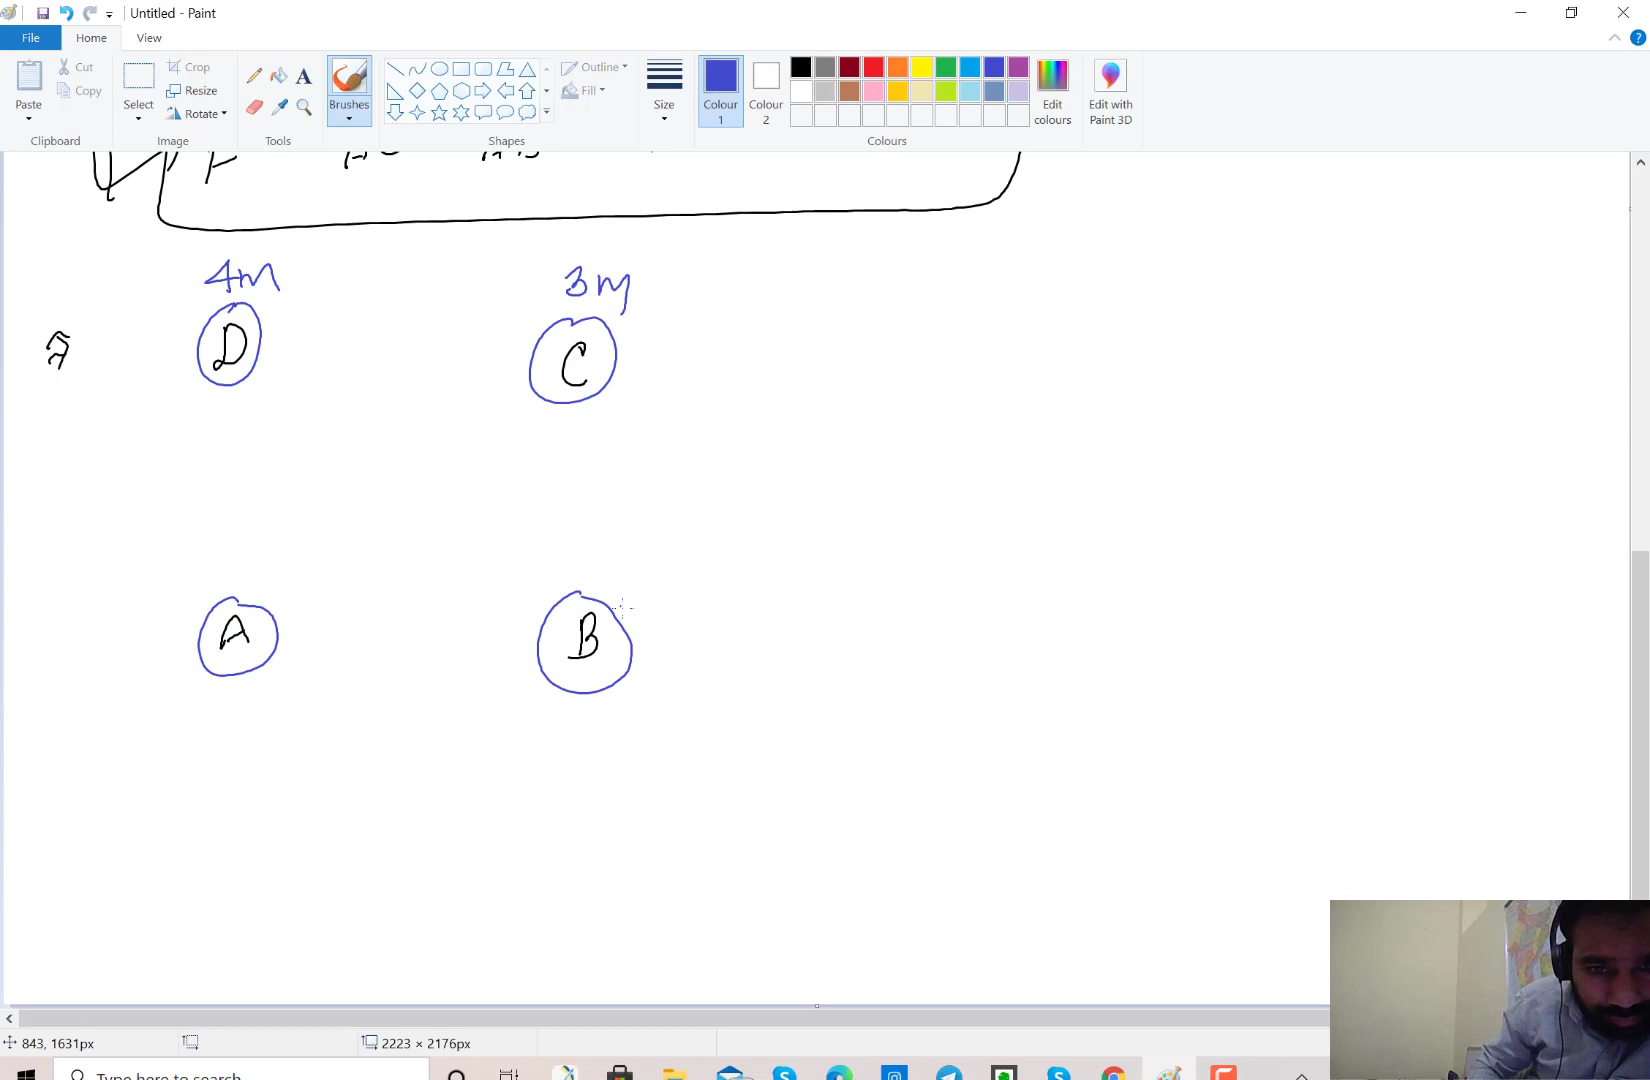 Untitled - Paint
File Home View
Paste
Cut
Copy
Clipboard
Select
Crop
Resize
Rotate
Image
Tools
Brushes
Shapes
Outline
Fill
Size
Colour 1
Colour 2
Colours
Edit colours
Edit with Paint 3D
4M 3M
D C
A B
843, 1631px 2223 × 2176px
Type here to search